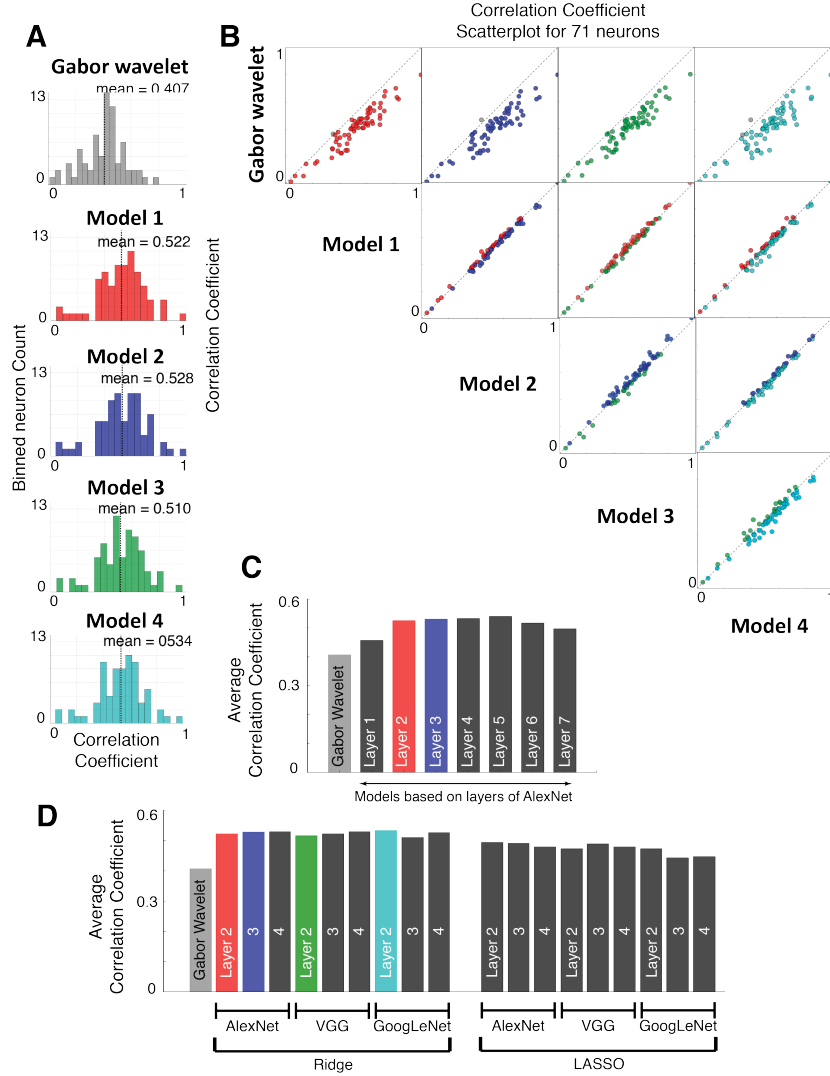 A
Gabor wavelet
mean = 0.407
13
0
0
1
Model 1
mean = 0.522
13
0
0
1
Model 2
mean = 0.528
13
0
0
1
Model 3
mean = 0.510
13
0
0
1
Model 4
mean = 0534
13
0
0
1
Binned neuron Count
Correlation
Coefficient
B
Correlation Coefficient
Scatterplot for 71 neurons
Correlation Coefficient
Gabor wavelet
1
0
0
1
Model 1
0
0
1
Model 2
0
0
1
Model 3
0
0
Model 4
C
Average
Correlation Coefficient
0.6
0.3
0
Gabor Wavelet
Layer 1
Layer 2
Layer 3
Layer 4
Layer 5
Layer 6
Layer 7
Models based on layers of AlexNet
D
Average
Correlation Coefficient
0.6
0.3
0
Gabor Wavelet
Layer 2
3
4
Layer 2
3
4
Layer 2
3
4
Layer 2
3
4
Layer 2
3
4
Layer 2
3
4
AlexNet
VGG
GoogLeNet
AlexNet
VGG
GoogLeNet
Ridge
LASSO